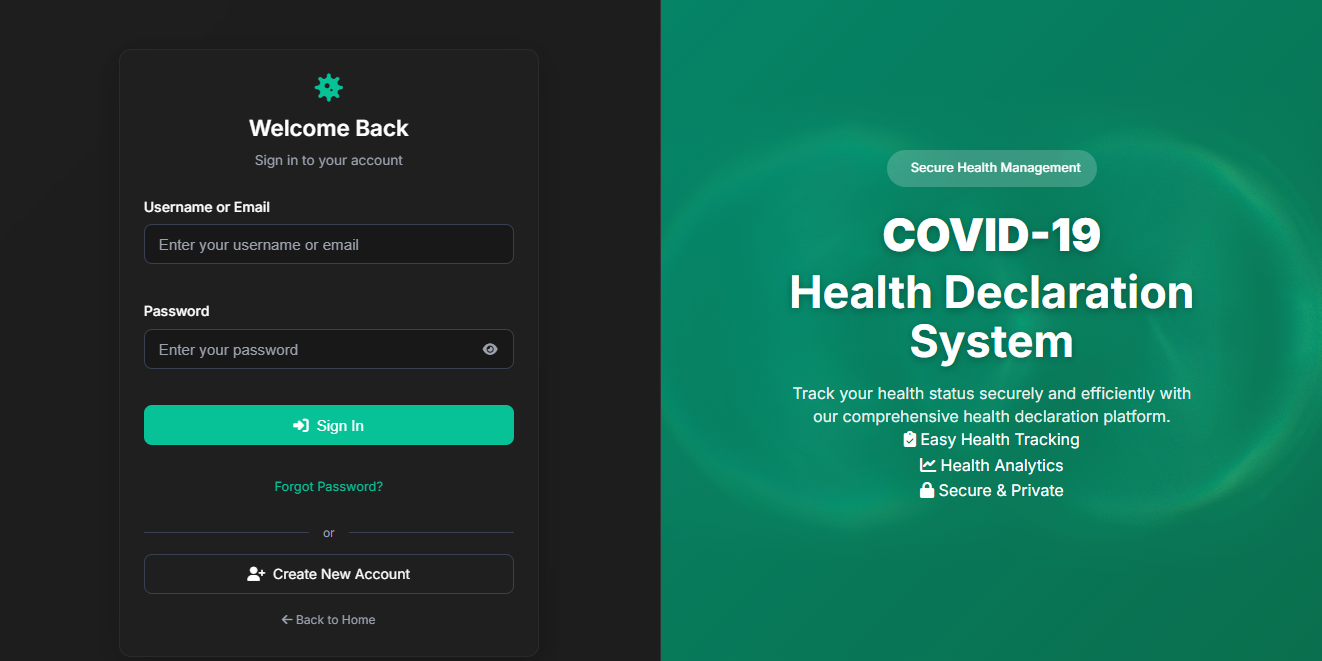 Welcome Back
Sign in to your account
Username or Email
Enter your username or email
Password
Enter your password
Sign In
Forgot Password?
or
Create New Account
Back to Home
Secure Health Management
COVID-19
Health Declaration
System
Track your health status securely and efficiently with
our comprehensive health declaration platform.
Easy Health Tracking
Health Analytics
Secure & Private